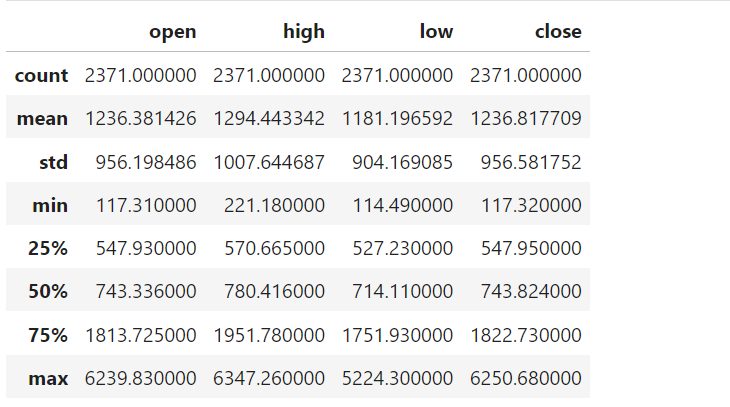 open high low close
count 2371.000000 2371.000000 2371.000000 2371.000000
mean 1236.381426 1294.443342 1181.196592 1236.817709
std 956.198486 1007.644687 904.169085 956.581752
min 117.310000 221.180000 114.490000 117.320000
25% 547.930000 570.665000 527.230000 547.950000
50% 743.336000 780.416000 714.110000 743.824000
75% 1813.725000 1951.780000 1751.930000 1822.730000
max 6239.830000 6347.260000 5224.300000 6250.680000